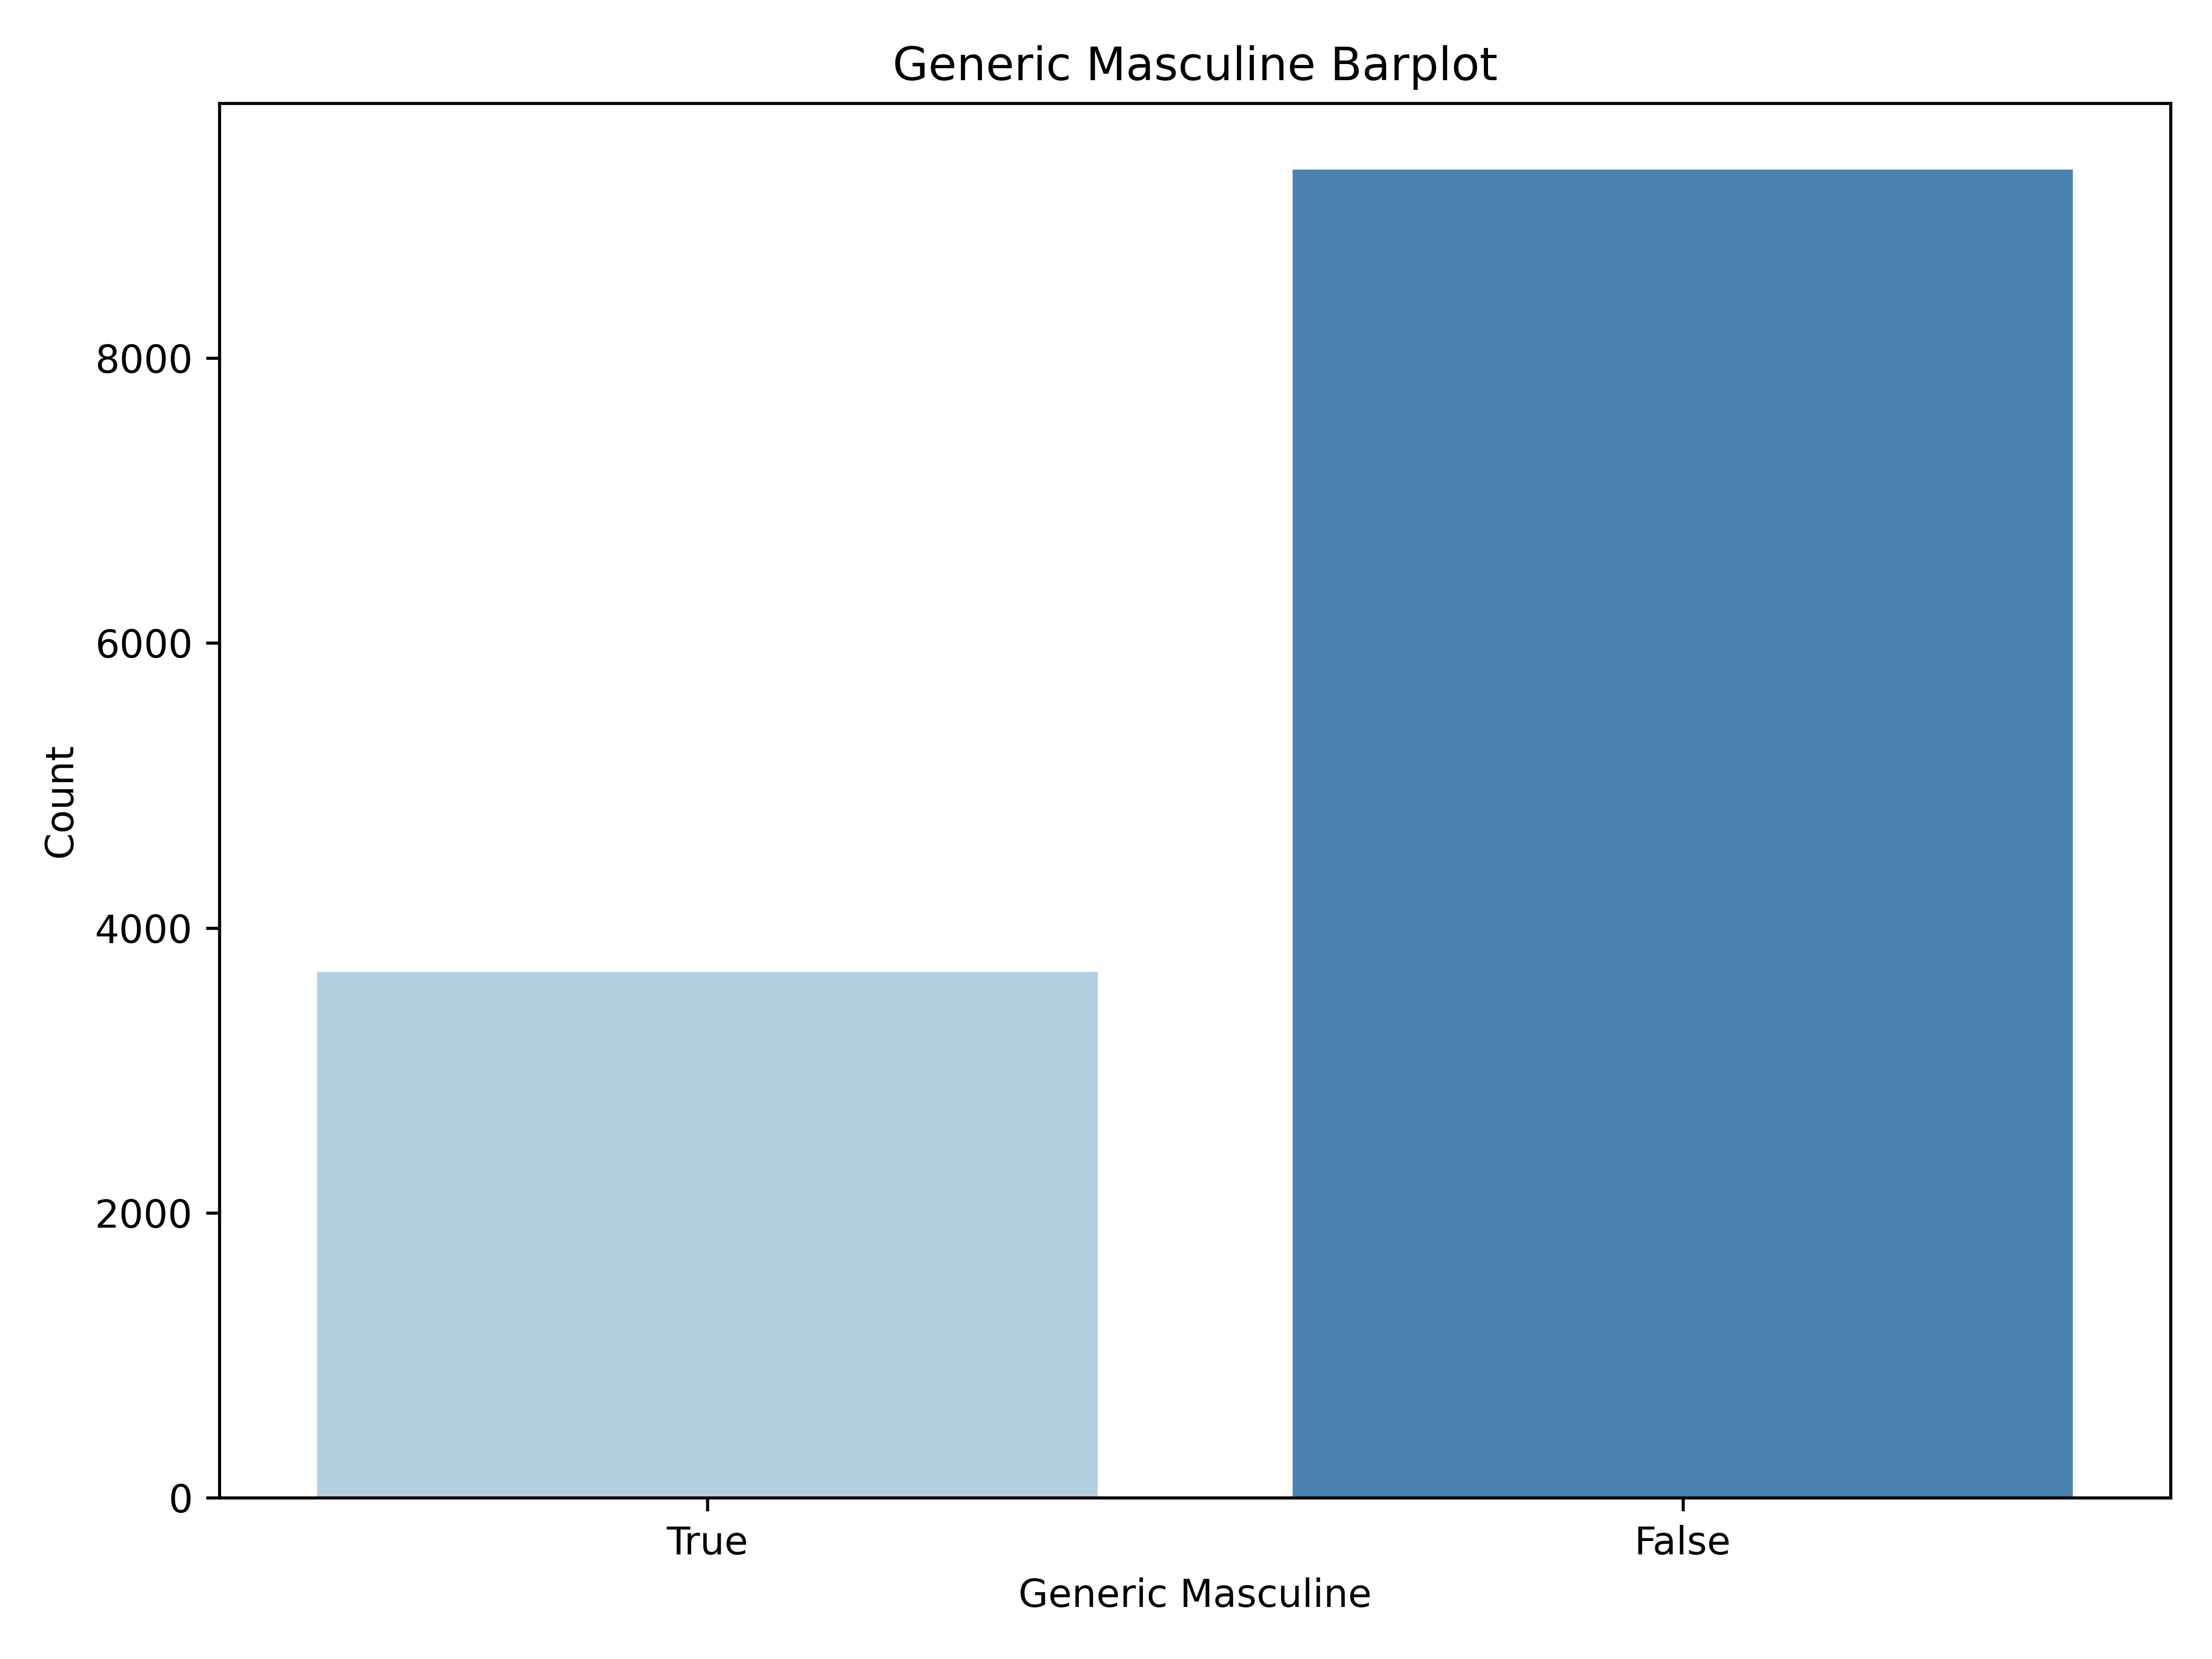 Generic Masculine Barplot
8000
6000
4000
2000
0
Count
True
False
Generic Masculine